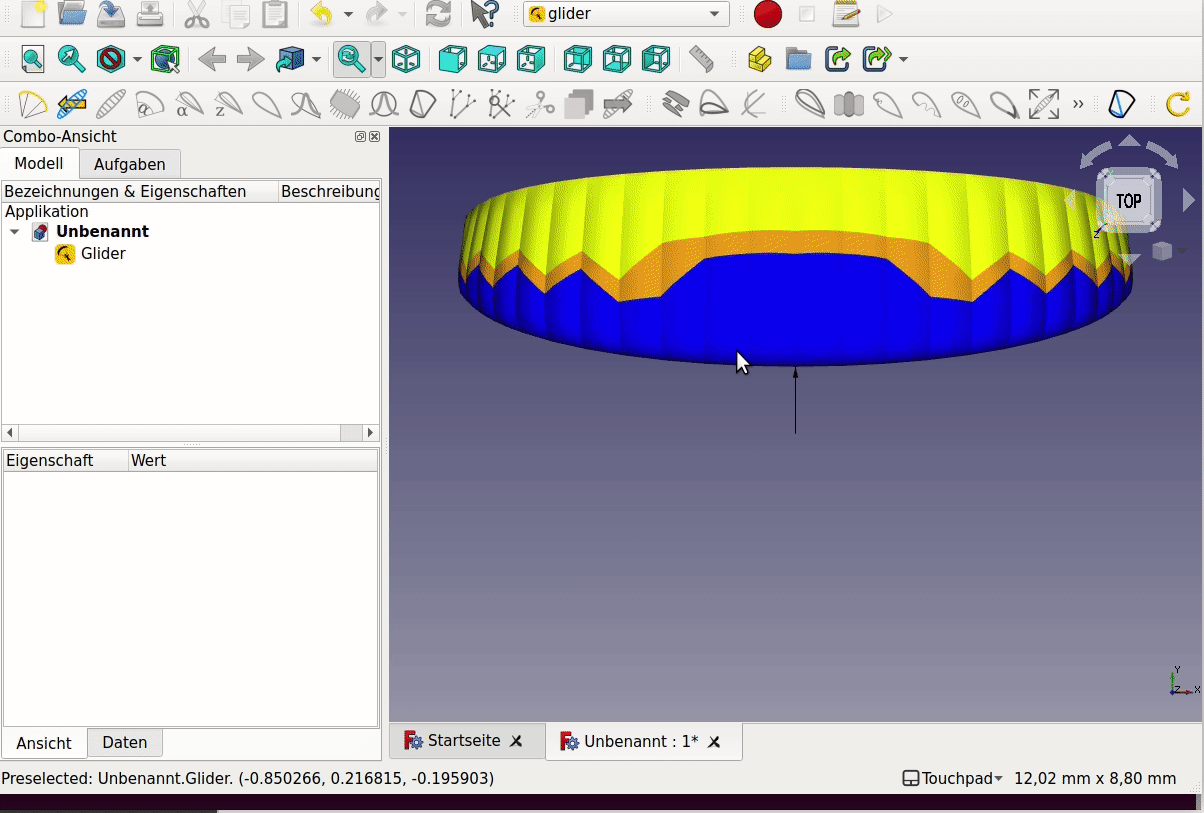 glider
Combo-Ansicht
Modell Aufgaben
Bezeichnungen & Eigenschaften Beschreibung
Applikation
Unbenannt
Glider
TOP
Z
Eigenschaft Wert
Y
Z X
Ansicht Daten
Startseite Unbenannt : 1*
Preselected: Unbenannt.Glider. (-0.850266, 0.216815, -0.195903) Touchpad 12,02 mm x 8,80 mm